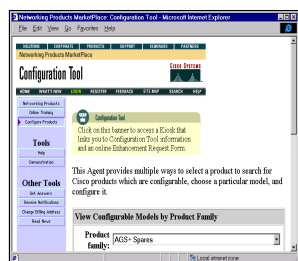 Networking Products MarketPlace: Configuration Tool - Microsoft Internet Explorer
File Edit View Go Favorites Help
SOLUTIONS CORPORATE PRODUCTS SUPPORT SEMINARS PARTNERS
Networking Products MarketPlace
Configuration Tool
CISCO SYSTEMS
HOME WHAT'S NEW LOGIN REGISTER FEEDBACK SITE MAP SEARCH HELP
Networking Products
Online Training
Configure Products
Tools
Help
Demonstration
Other Tools
Get Answers
Receive Notifications
Change Billing Address
Read News
Configuration Tool
Click on this banner to access a Kiosk that
links you to Configuration Tool information
and an online Enhancement Request Form.
This Agent provides multiple ways to select a product to search for
Cisco products which are configurable, choose a particular model, and
configure it.
View Configurable Models by Product Family
Product
family: AGS+ Spares
Local intranet zone